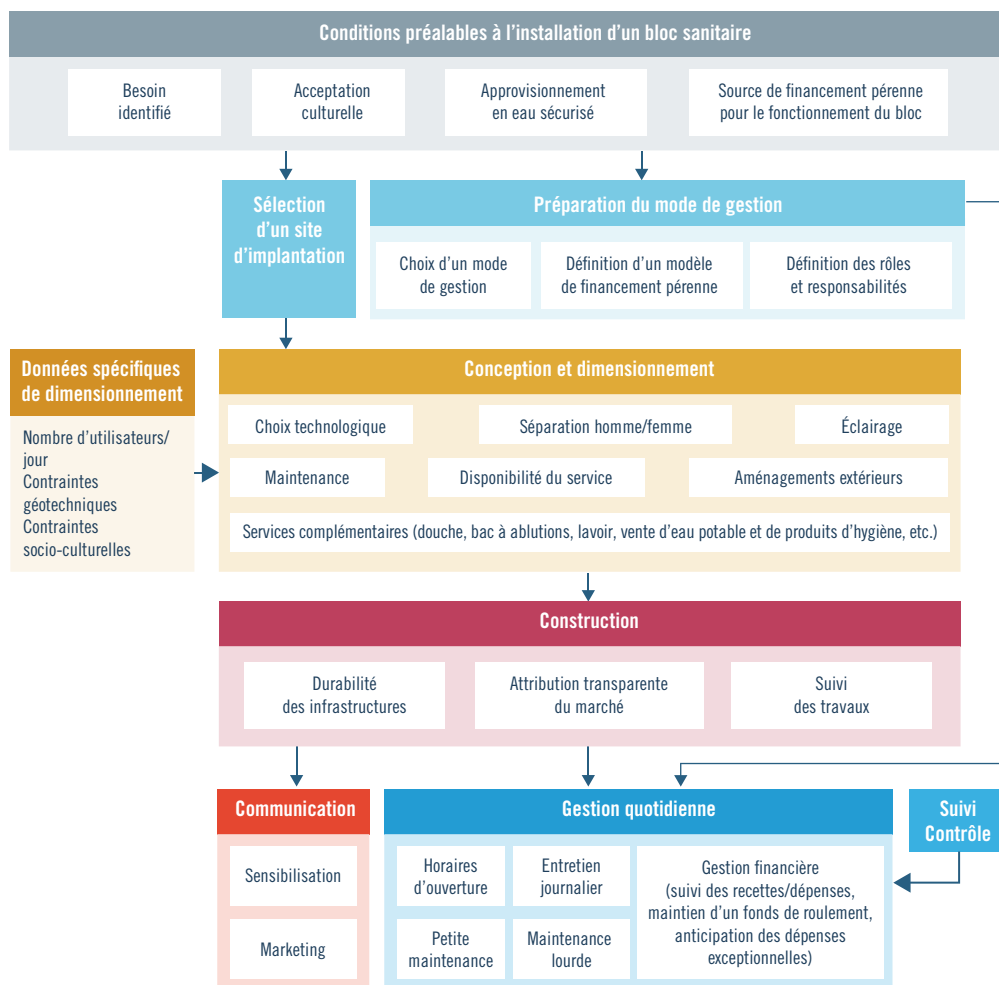 Conditions préalables à l’installation d’un bloc sanitaire
Besoin
identifié
Acceptation
culturelle
Approvisionnement
en eau sécurisé
Source de financement pérenne
pour le fonctionnement du bloc
Sélection
d’un site
d’implantation
Préparation du mode de gestion
Choix d’un mode
de gestion
Définition d’un modèle
de financement pérenne
Définition des rôles
et responsabilités
Données spécifiques
de dimensionnement
Nombre d’utilisateurs/
jour
Contraintes
géotechniques
Contraintes
socio-culturelles
Conception et dimensionnement
Choix technologique
Séparation homme/femme
Éclairage
Maintenance
Disponibilité du service
Aménagements extérieurs
Services complémentaires (douche, bac à ablutions, lavoir, vente d’eau potable et de produits d’hygiène, etc.)
Construction
Durabilité
des infrastructures
Attribution transparente
du marché
Suivi
des travaux
Communication
Sensibilisation
Marketing
Gestion quotidienne
Horaires
d’ouverture
Entretien
journalier
Petite
maintenance
Maintenance
lourde
Gestion financière
(suivi des recettes/dépenses,
maintien d’un fonds de roulement,
anticipation des dépenses
exceptionnelles)
Suivi
Contrôle